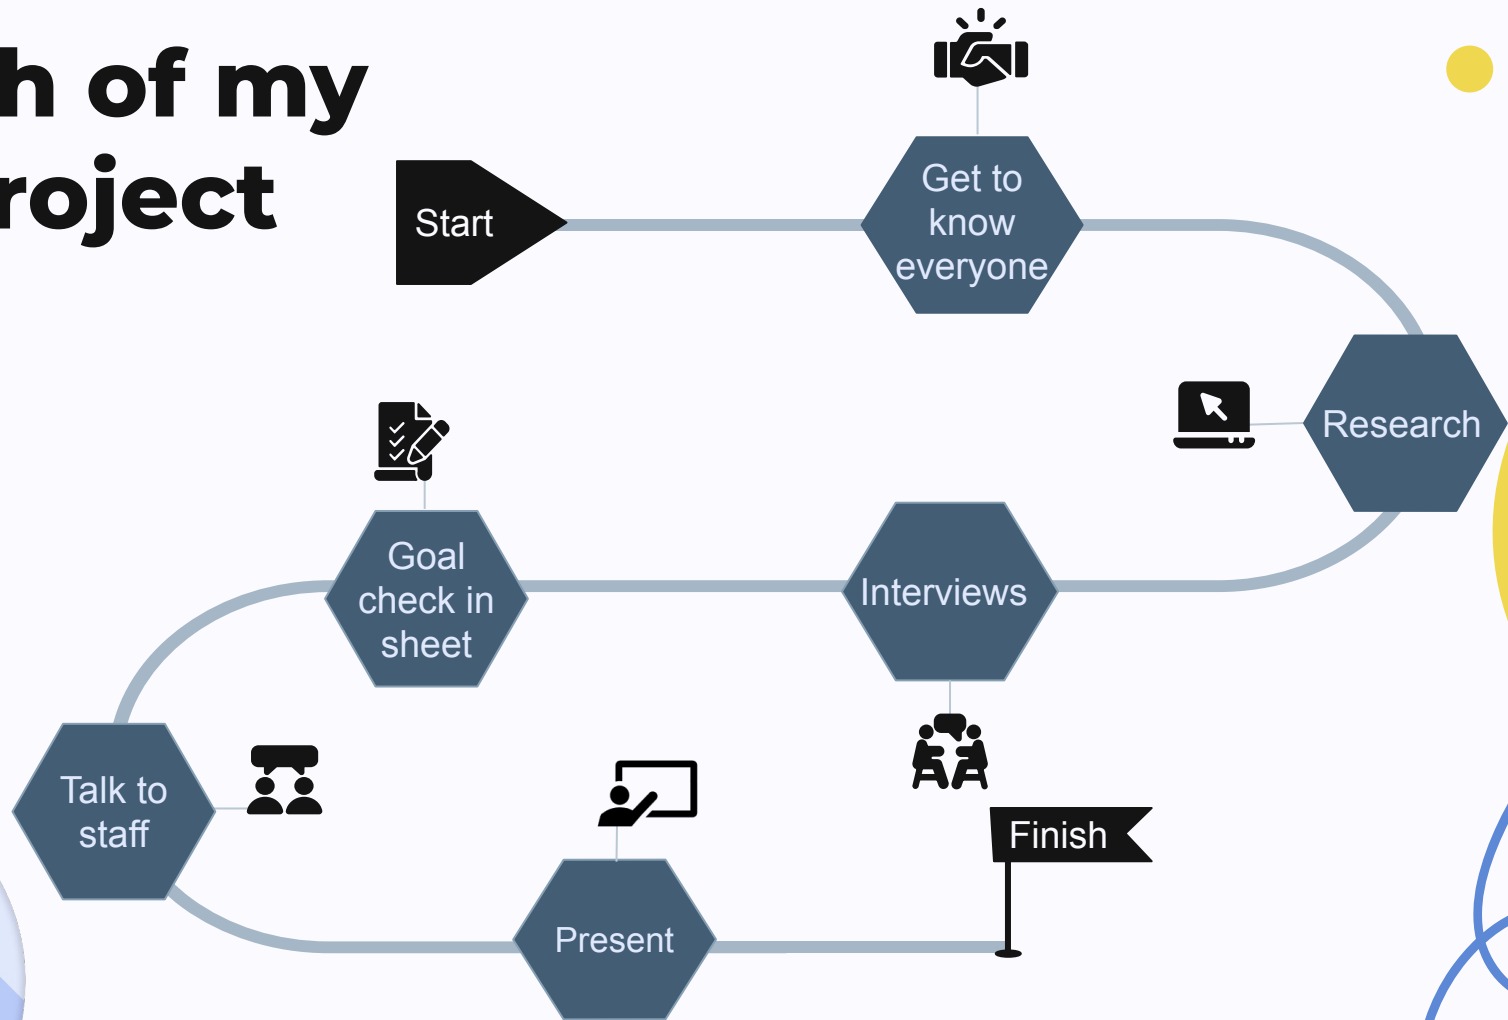 h of my
roject
Start
Get to
know
everyone
Research
Interviews
Goal
check in
sheet
Talk to
staff
Present
Finish